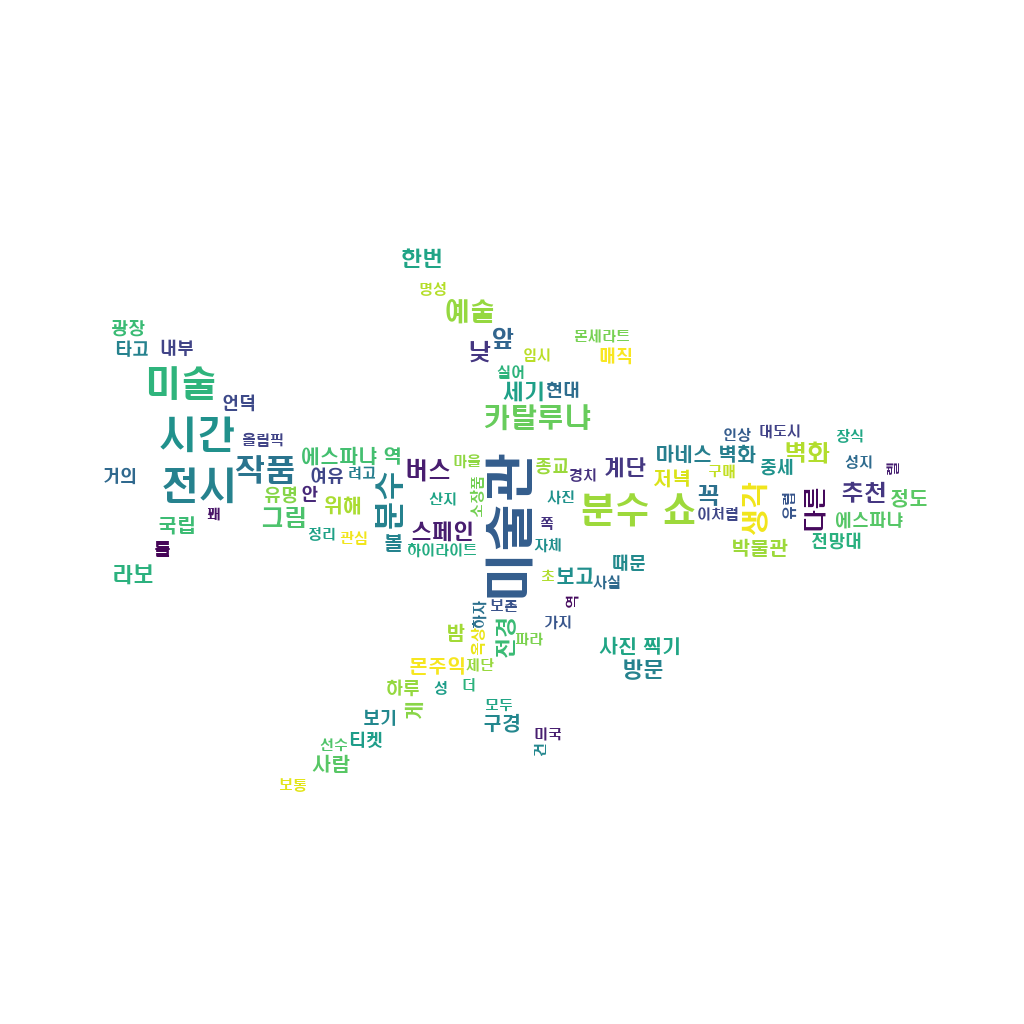 한번
명성
예술
광장
앞
타고
내부
낮
임시
몬세라트
매직
실어
미술
세기
현대
언덕
카탈루냐
시간
올림픽
인상
대도시
장식
에스파냐 역
마네스 벽화
벽화
거의
전시
작품
여유
려고
버스
마을
종교
경치
계단
저녁
구매
중세
성지
펠
유명
안
위해
분수
산지
소장품
미술관
사진
분수 쇼
꼭
이처럼
생각
유럽
다른
추천
정도
국립
꽤
그림
정리
관심
볼
스페인
하이라이트
쪽
자체
박물관
전망대
에스파냐
들
라보
초
보고
사실
때문
하자
보존
역
가지
밤
옥상
전경
파라
사진 찍기
몬주익
제단
방문
하루
성
더
게
모두
보기
구경
티켓
미국
선수
건
사람
보통